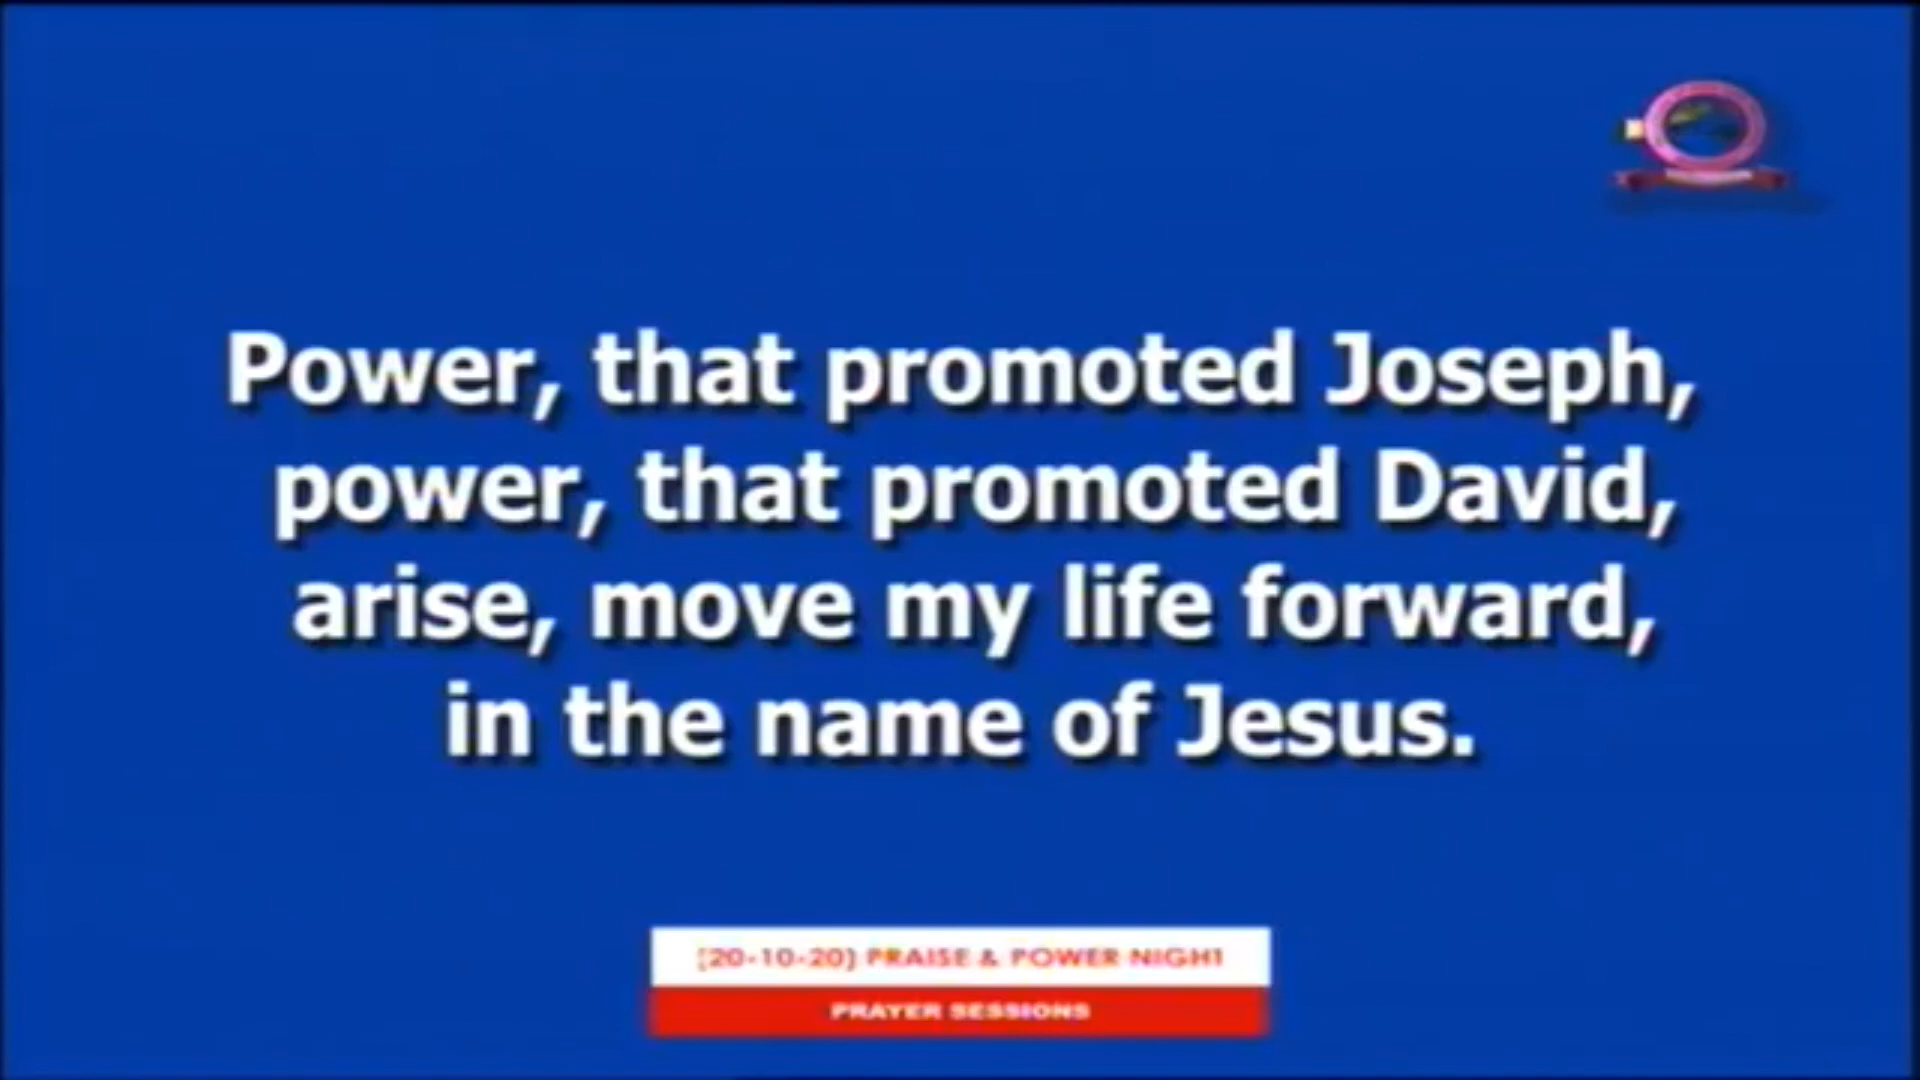 Power, that promoted Joseph,
power, that promoted David,
arise, move my life forward,
in the name of Jesus.
[20-10-20] PRAISE & POWER NIGHT
PRAYER SESSIONS